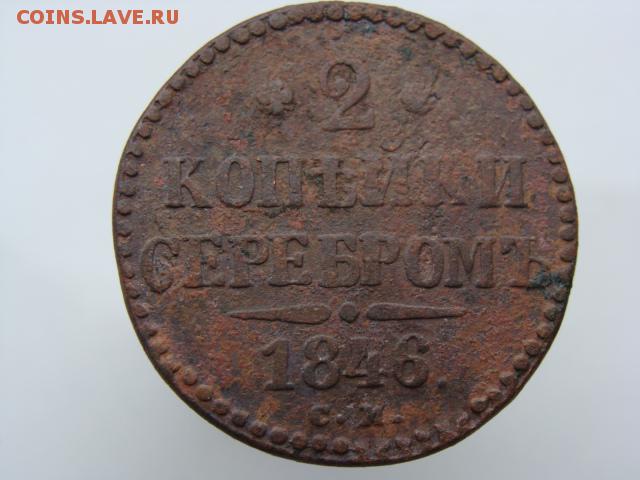 COINS.LAVE.RU
* 2 *
КОПѢЙКИ
СЕРЕБРОМЪ
1846.
С.М.